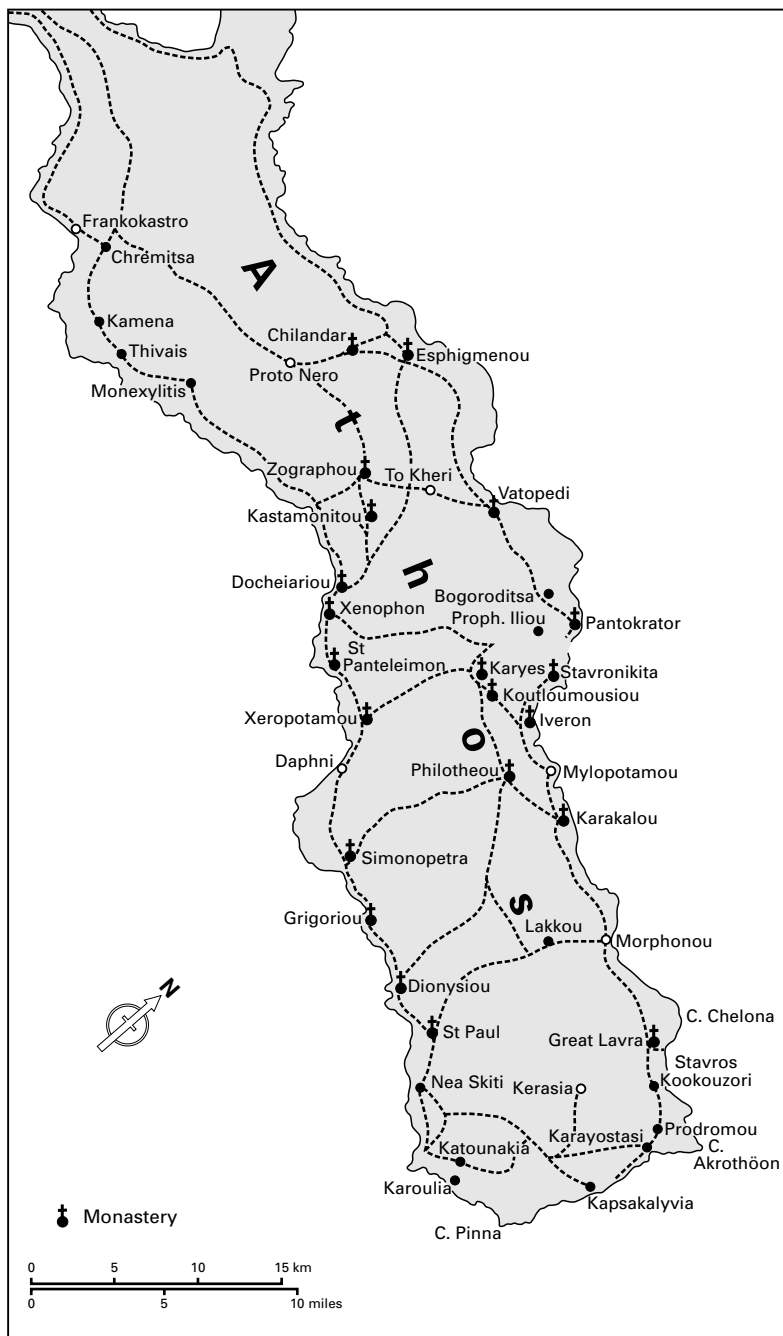 Frankokastro
Chremitsa
A
Kamena
Chilandar
Thivais
Esphigmenou
Proto Nero
Monexylitis
t
Zographou
To Kheri
Vatopedi
Kastamonitou
h
Docheiariou
Bogoroditsa
Xenophon
Proph. Iliou
Pantokrator
St
Panteleimon
Karyes
Stavronikita
Koutloumousiou
Xeropotamou
Iveron
o
Daphni
Philotheou
Mylopotamou
Karakalou
Simonopetra
s
Grigoriou
Lakkou
Morphonou
Dionysiou
N
C. Chelona
St Paul
Great Lavra
Stavros
Nea Skiti
Kerasia
Kookouzori
Prodromou
Karayostasi
C.
Akrothöon
Katounakia
Karoulia
Kapsakalyvia
Monastery
C. Pinna
0 5 10 15 km
0 5 10 miles